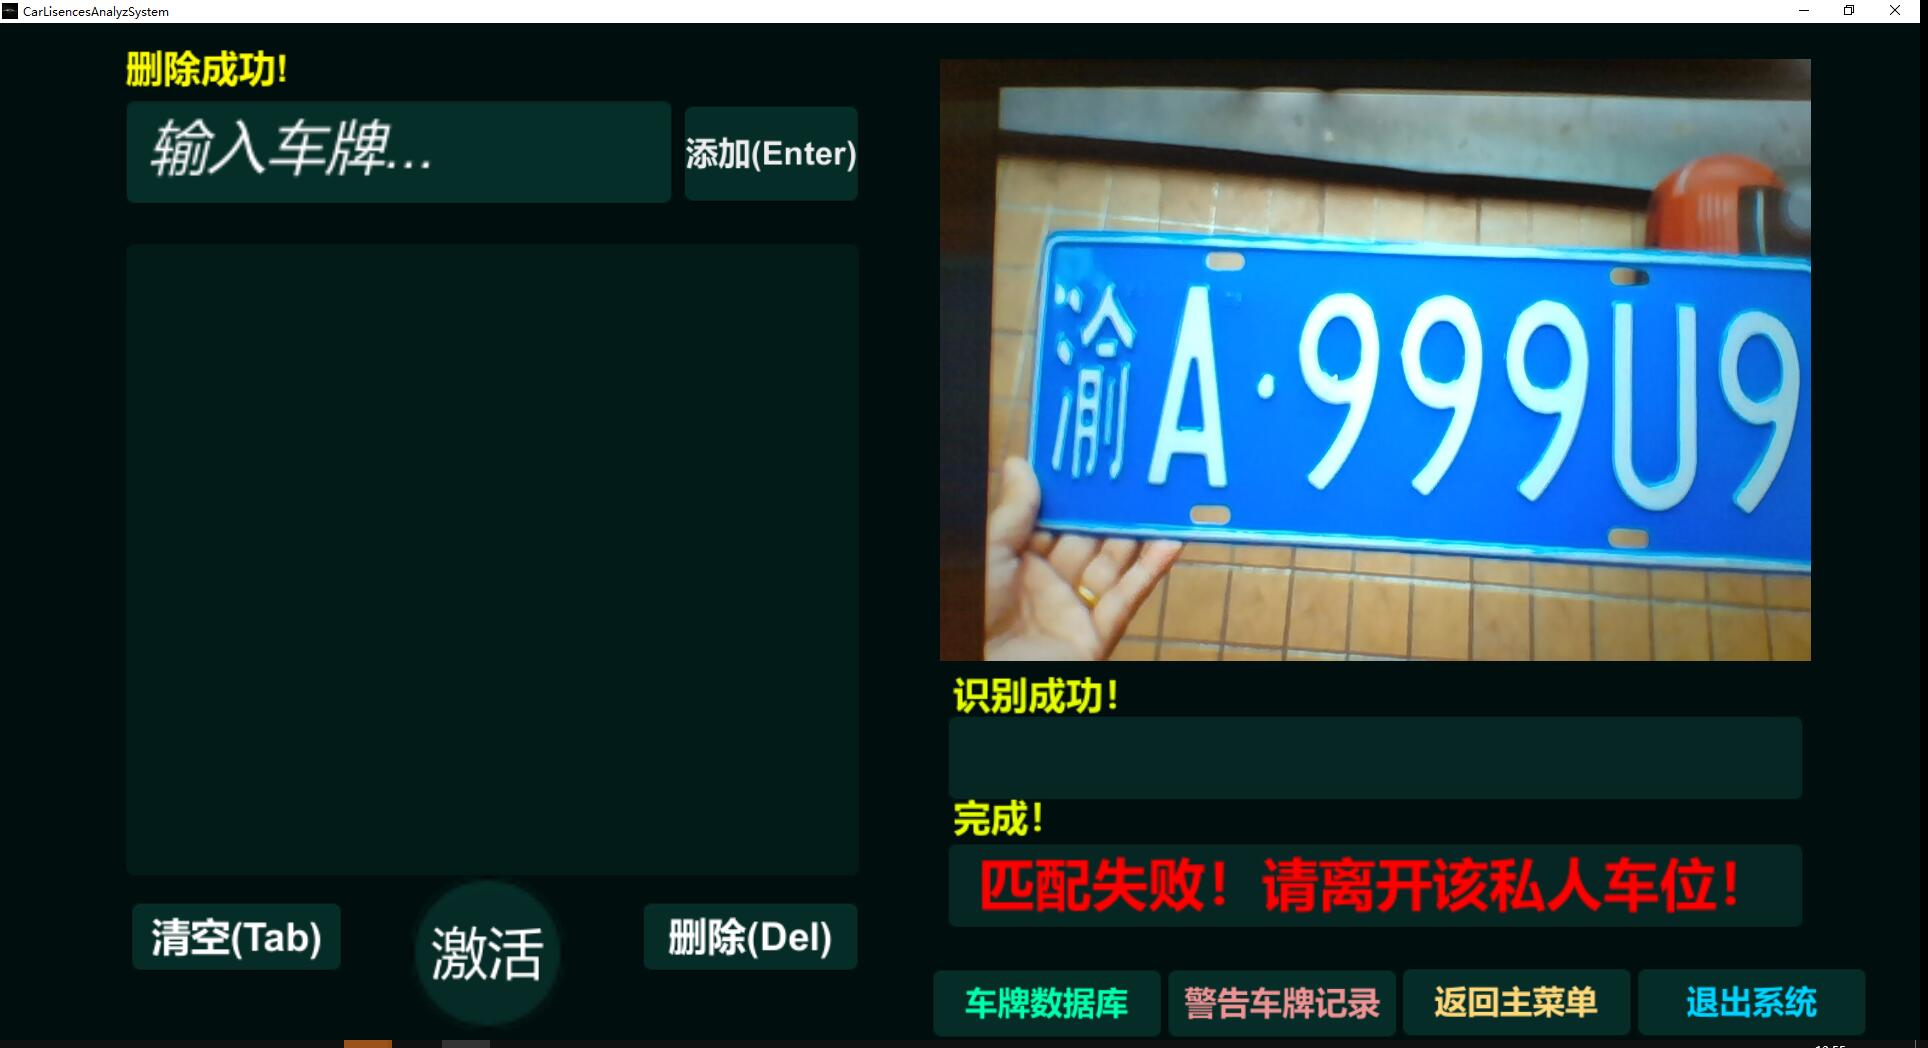 CarLisencesAnalyzSystem
删除成功!
输入车牌...
添加(Enter)
渝A·999U9
识别成功!
完成!
匹配失败！请离开该私人车位！
清空(Tab)
激活
删除(Del)
车牌数据库
警告车牌记录
返回主菜单
退出系统